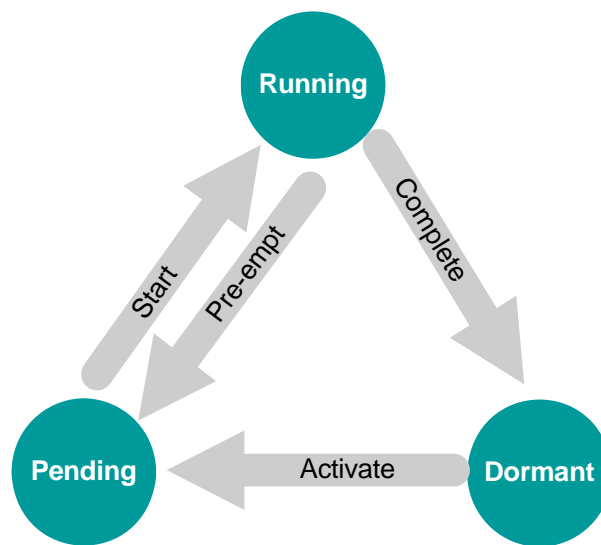 Running
Complete
Pre-empt
Start
Pending
Activate
Dormant